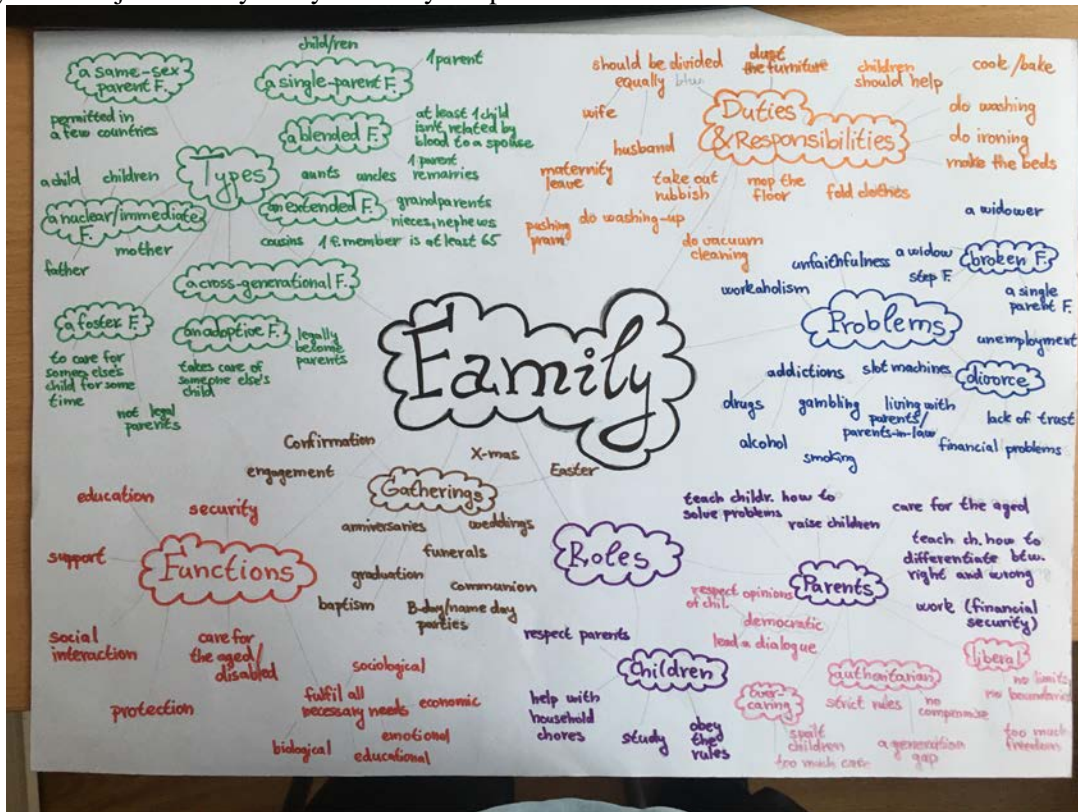 child/ren
a same-sex
parent F.
permitted in
a few countries
a single-parent F.
1 parent
a blended F.
at least 1 child
isn't related by
blood to a spouse
1 parent
remarries
Types
a child
children
a nuclear/immediate
F.
mother
father
aunts
uncles
an extended F.
grandparents
nieces, nephews
cousins
1 F. member is at least 65
a cross-generational F.
a foster F.
to care for
someo. else's
child for some
time
not legal
parents
an adoptive F.
legally
become
parents
takes care of
someone else's
child
should be divided
equally
wife
husband
maternity
leave
pushing
pram
dust
the furniture
children
should help
cook/bake
Duties
& Responsibilities
do washing
do ironing
make the beds
take out
rubbish
mop the
floor
fold clothes
do washing-up
do vacuum
cleaning
Family
a widower
unfaithfulness
a widow
broken F.
step F.
a single
parent F.
workaholism
Problems
unemployment
addictions
slot machines
divorce
drugs
gambling
living with
parents/
parents-in-law
lack of trust
alcohol
smoking
financial problems
Confirmation
X-mas
engagement
Easter
Gatherings
anniversaries
weddings
funerals
graduation
communion
baptism
B-day/name day
parties
education
security
support
Functions
social
interaction
care for
the aged/
disabled
protection
sociological
fulfil all
necessary needs
economic
emotional
biological
educational
Roles
teach childr. how to
solve problems
raise children
care for the aged
Parents
teach ch. how to
differentiate btw.
right and wrong
work (financial
security)
respect opinions
of chil.
democratic
lead a dialogue
respect parents
Children
help with
household
chores
study
obey
the
rules
over-
caring
spoilt
children
too much care
authoritarian
strict rules
no
compromise
a generation
gap
liberal
no limits
no boundaries
too much
freedom